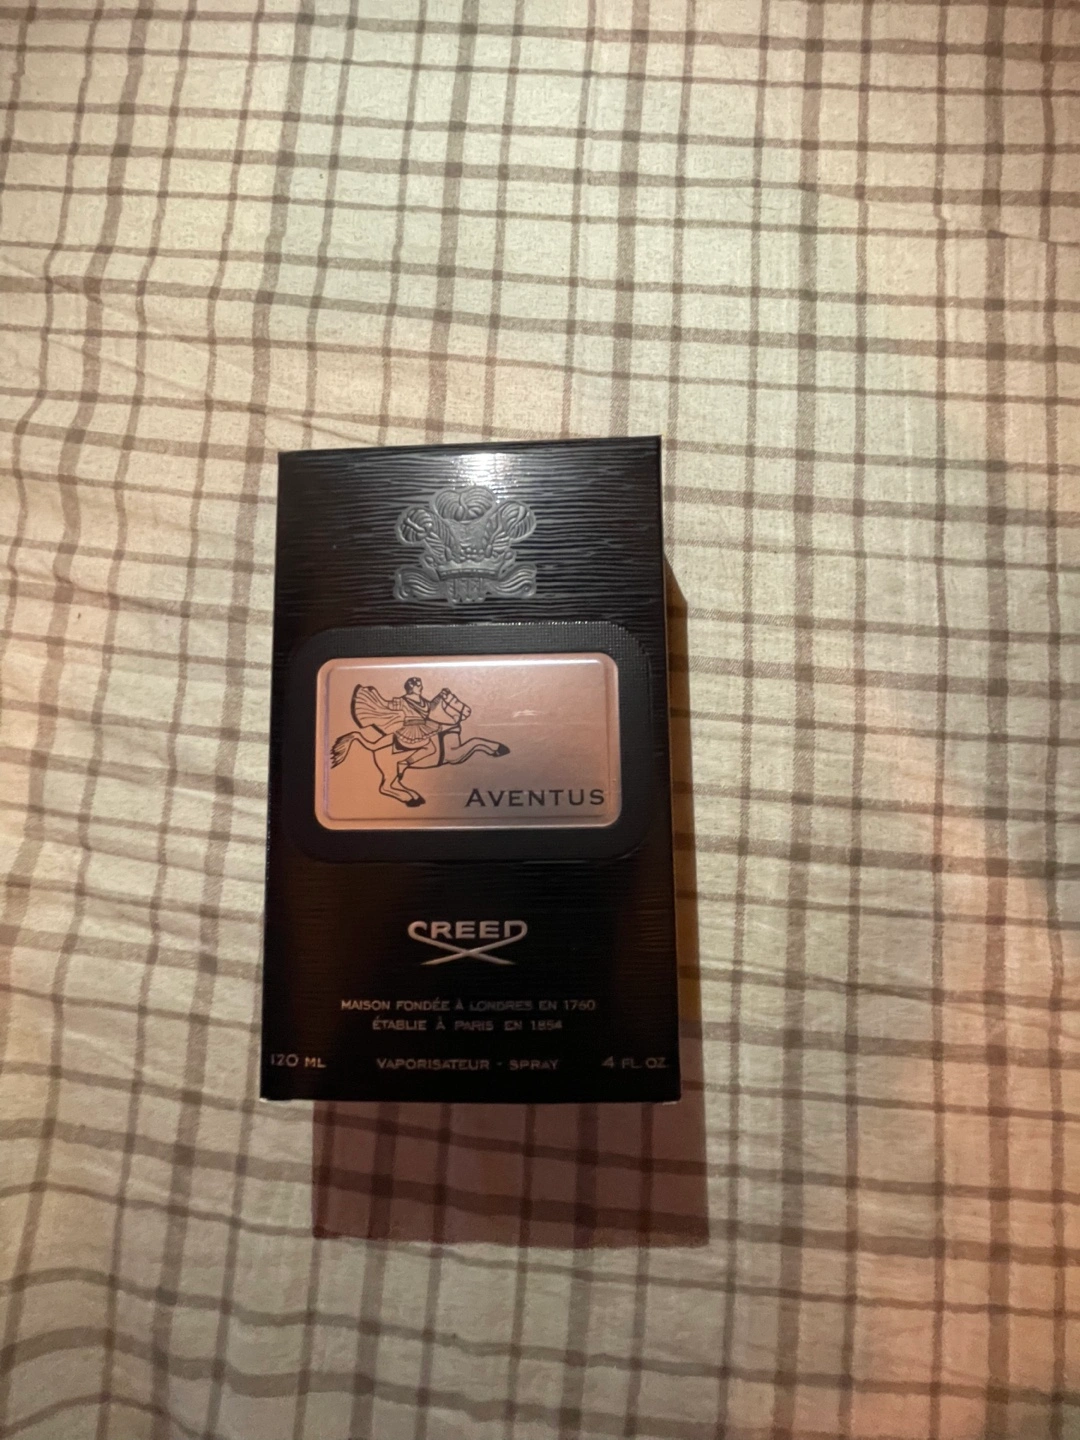 AVENTUS
CREED
MAISON FONDÉE À LONDRES EN 1760
ÉTABLIE À PARIS EN 1854
120 ML VAPORISATEUR - SPRAY 4 FL. OZ.